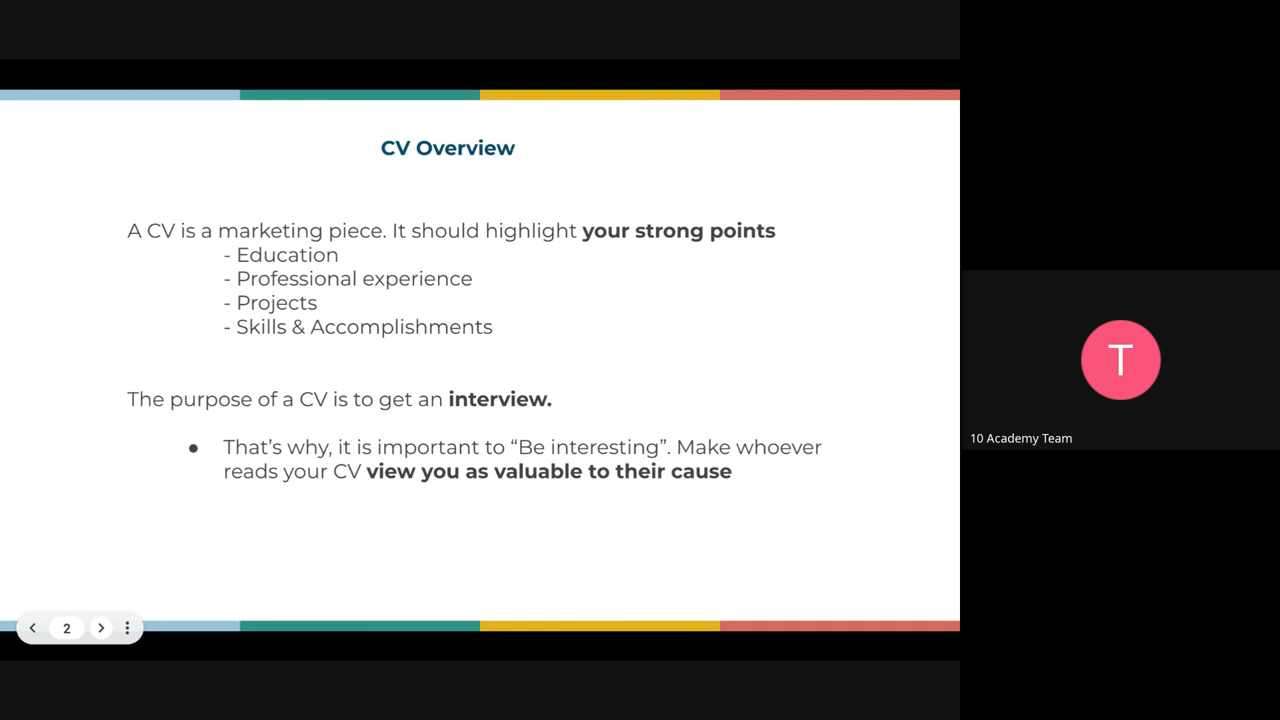 CV Overview
A CV is a marketing piece. It should highlight your strong points
- Education
- Professional experience
- Projects
- Skills & Accomplishments
The purpose of a CV is to get an interview.
● That’s why, it is important to “Be interesting”. Make whoever
reads your CV view you as valuable to their cause
2
T
10 Academy Team